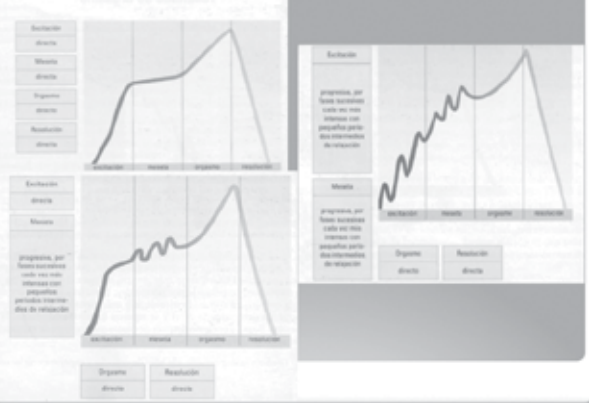 Excitación
directa
Meseta
directa
Orgasmo
directo
Resolución
directa
excitación meseta orgasmo resolución
Excitación
directa
Meseta
progresiva, por
fases sucesivas
cada vez más
intensas con
pequeños
periodos interme-
dios de relajación
excitación meseta orgasmo resolución
Orgasmo
directo
Resolución
directa
Excitación
progresiva, por
fases sucesivas
cada vez más
intensas con
pequeños perio-
dos intermedios
de relajación
Meseta
progresiva, por
fases sucesivas
cada vez más
intensas con
pequeños perio-
dos intermedios
de relajación
excitación meseta orgasmo resolución
Orgasmo
directo
Resolución
directa